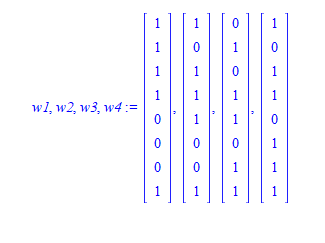 1 1 0 1
1 0 1 0
1 1 0 1
1 1 1 1
w1, w2, w3, w4 := , , ,
0 1 1 0
0 0 0 1
0 0 1 1
1 1 1 1